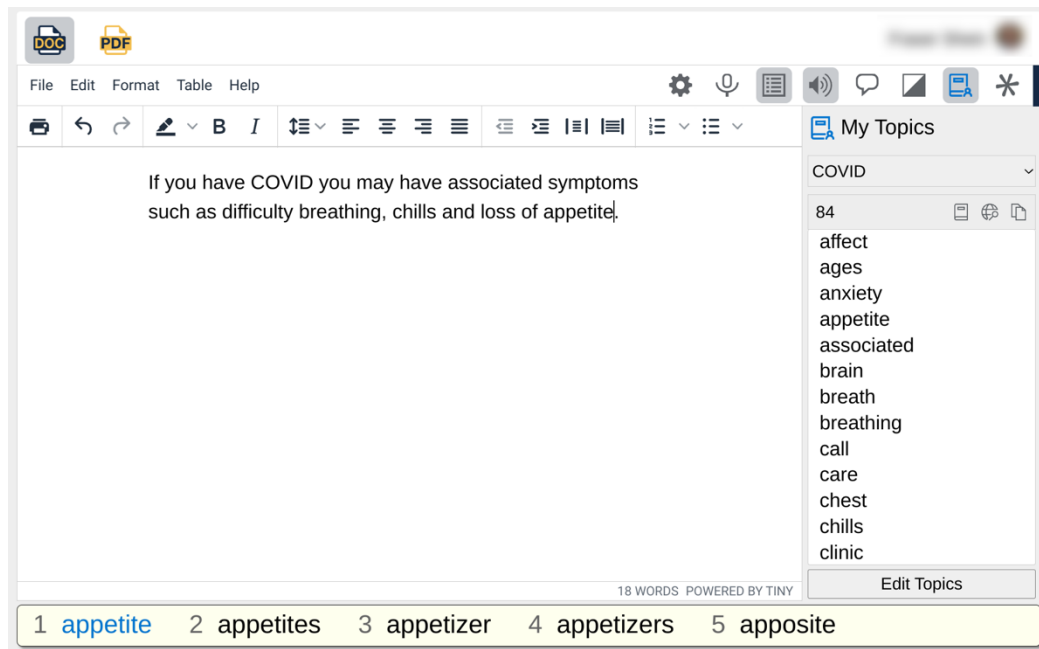 DOC PDF
File Edit Format Table Help
My Topics
COVID
84
If you have COVID you may have associated symptoms
such as difficulty breathing, chills and loss of appetite.
affect
ages
anxiety
appetite
associated
brain
breath
breathing
call
care
chest
chills
clinic
Edit Topics
18 WORDS POWERED BY TINY
1 appetite 2 appetites 3 appetizer 4 appetizers 5 apposite